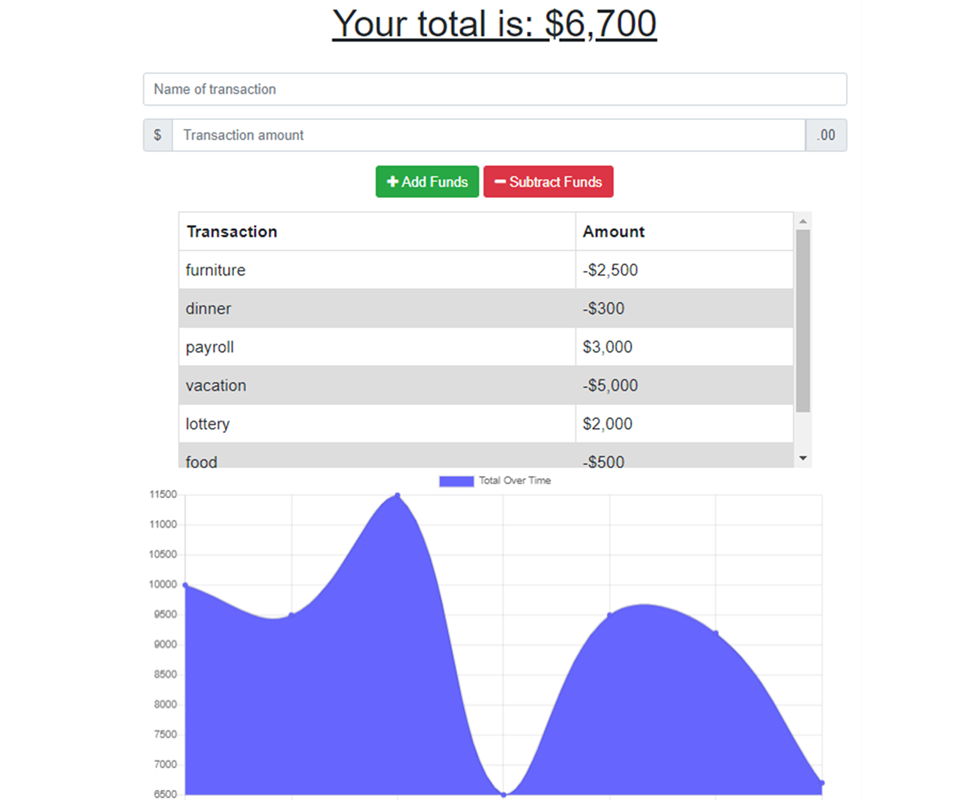 Your total is: $6,700
Name of transaction
$ Transaction amount .00
Add Funds Subtract Funds
Transaction Amount
furniture -$2,500
dinner -$300
payroll $3,000
vacation -$5,000
lottery $2,000
food -$500
Total Over Time
11500
11000
10500
10000
9500
9000
8500
8000
7500
7000
6500